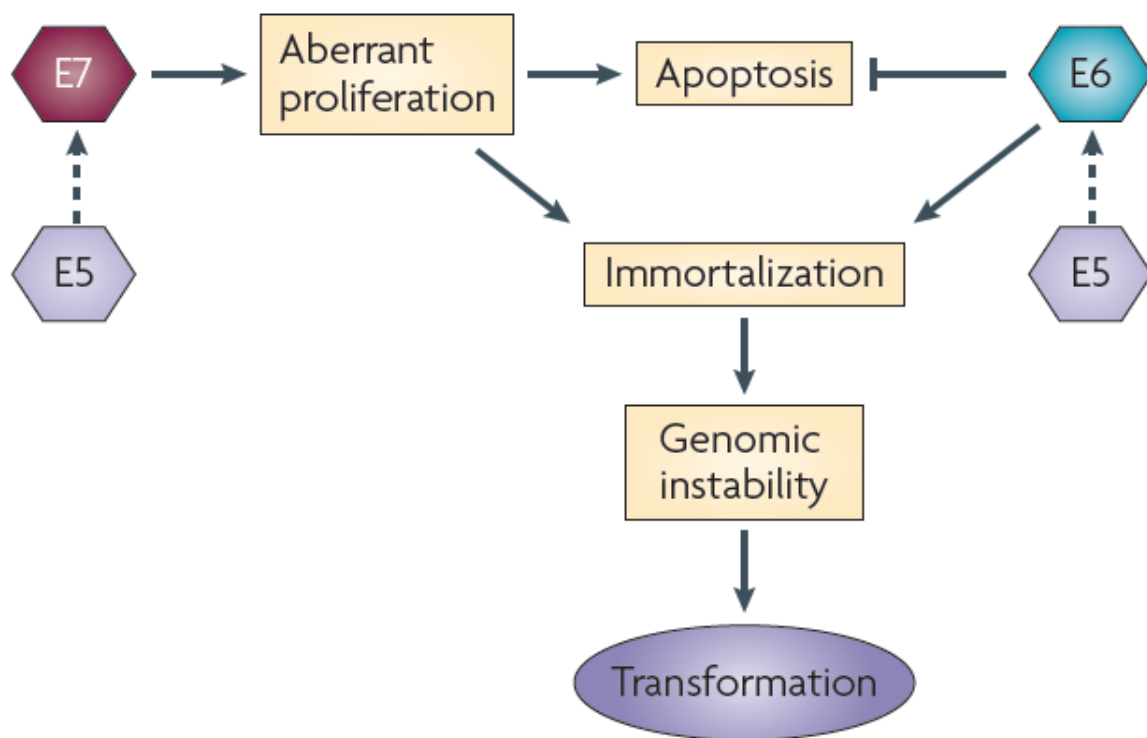 E7
Aberrant
proliferation
Apoptosis
E6
E5
Immortalization
E5
Genomic
instability
Transformation